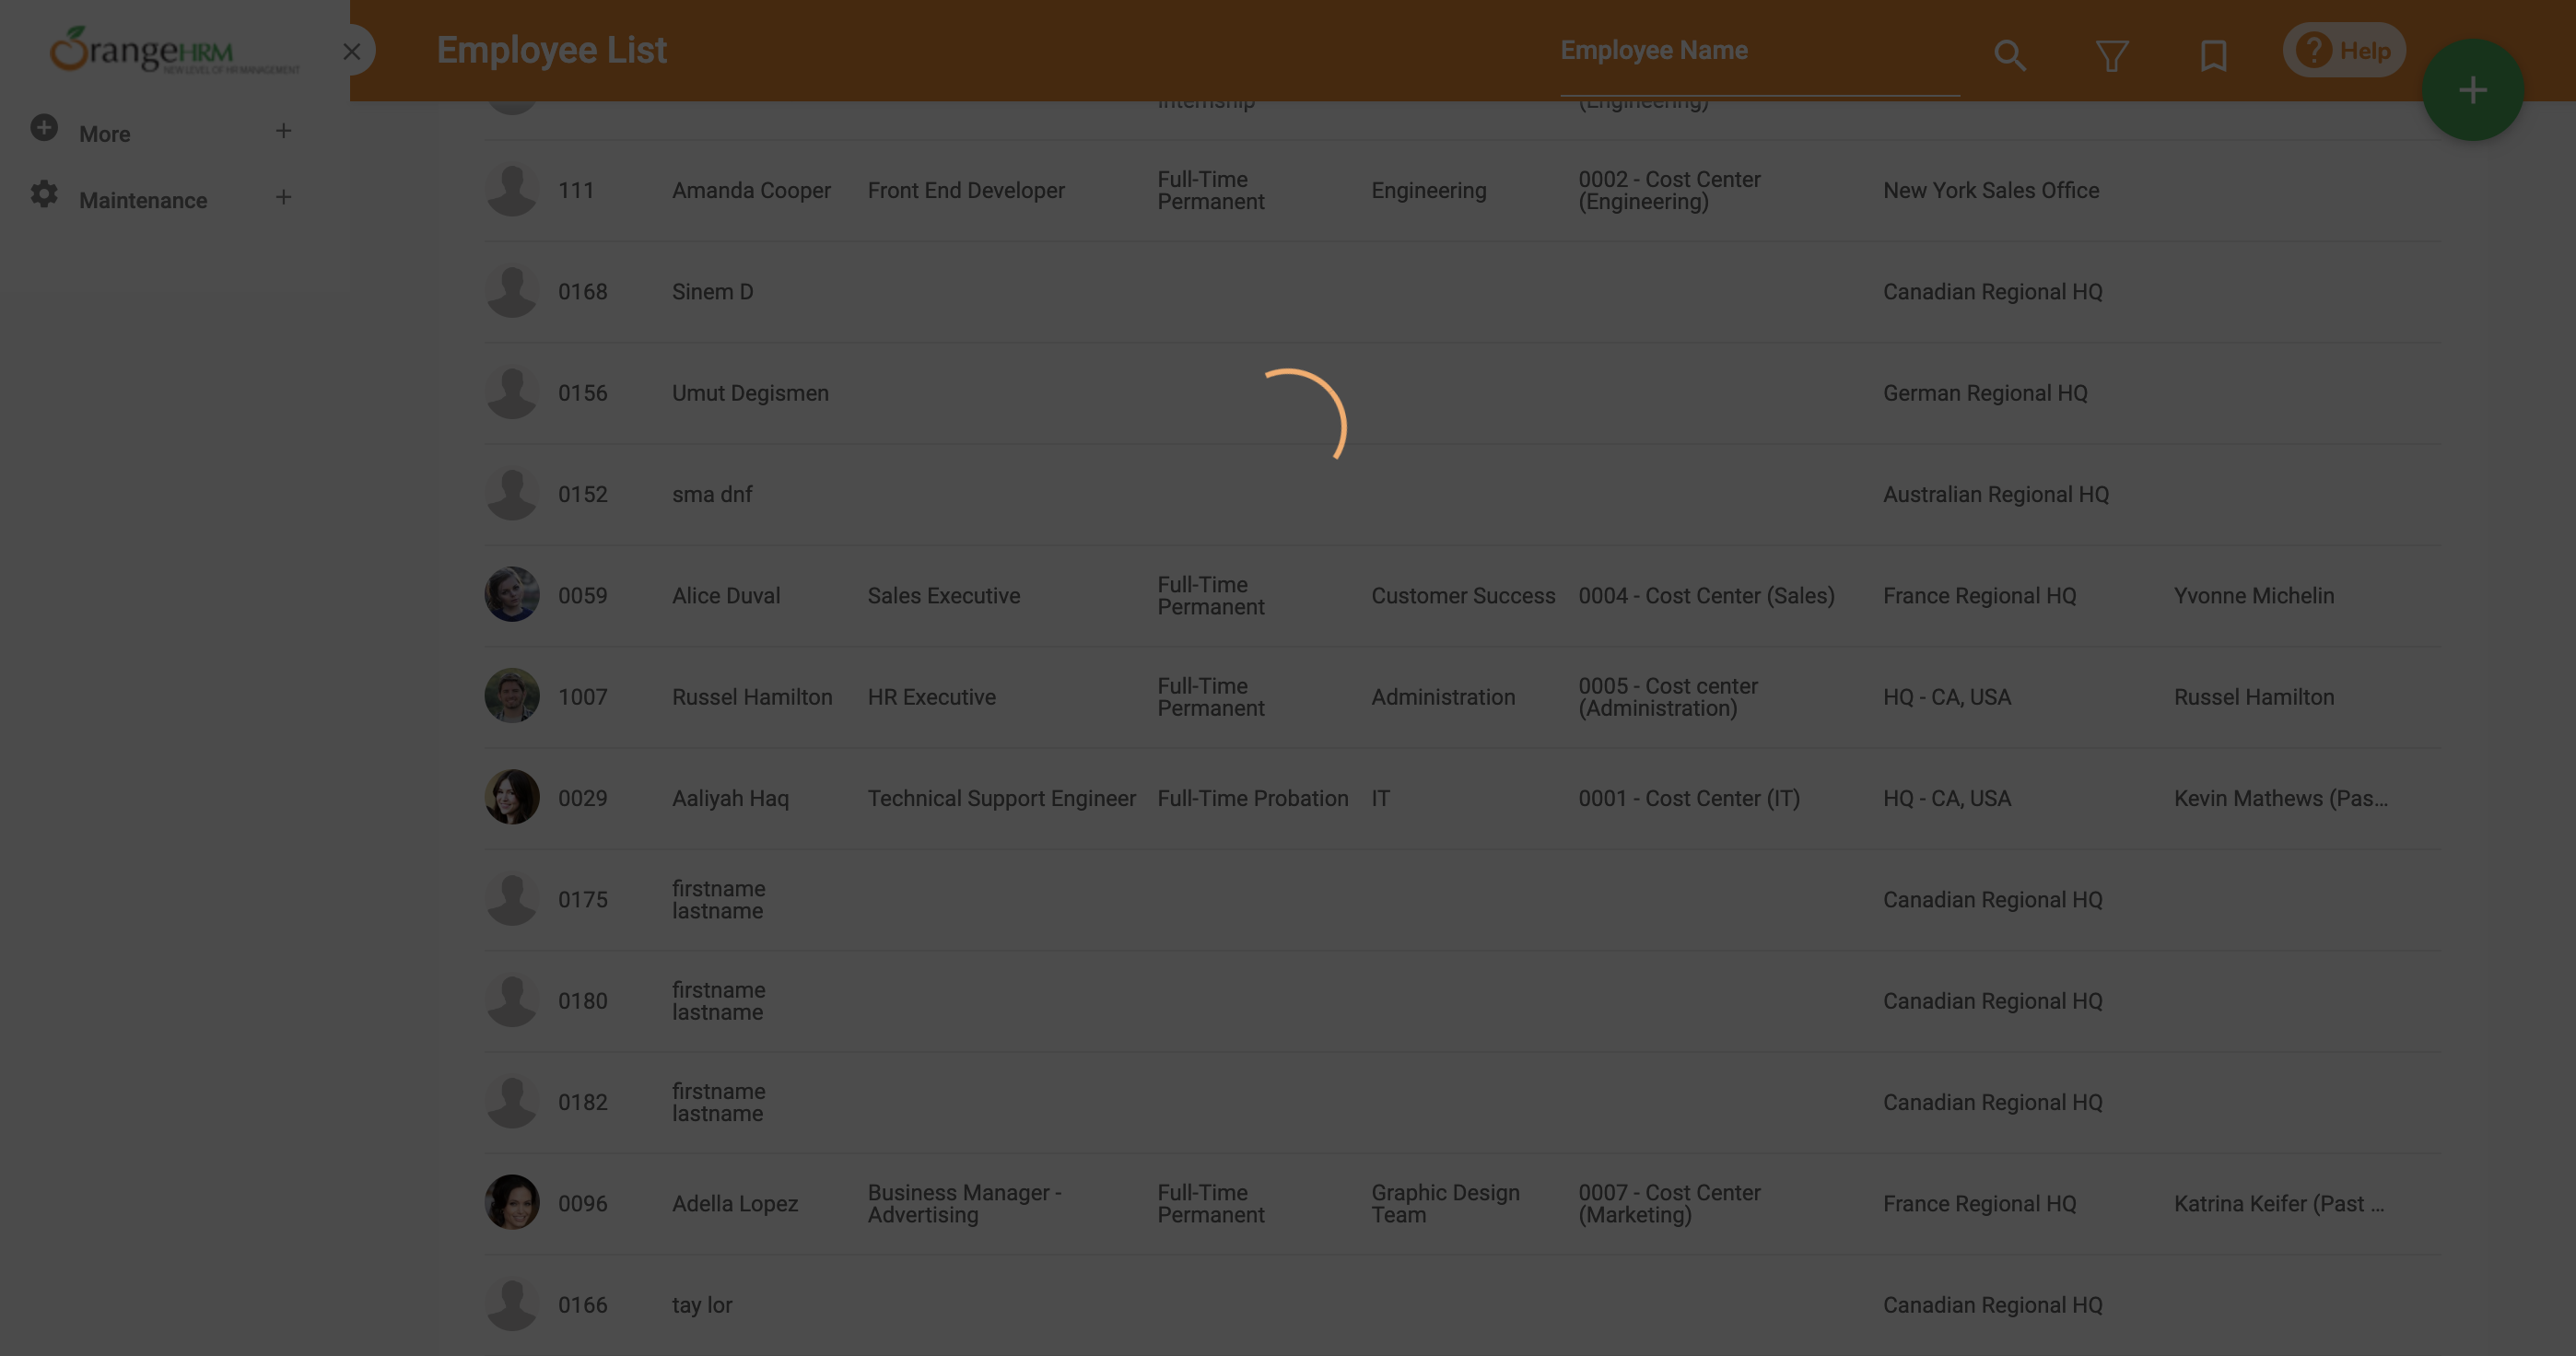 OrangeHRM
NEW LEVEL OF HR MANAGEMENT
Employee List
Employee Name
? Help
More
Maintenance
Internship
(Engineering)
111 Amanda Cooper Front End Developer Full-Time Permanent Engineering 0002 - Cost Center (Engineering) New York Sales Office
0168 Sinem D Canadian Regional HQ
0156 Umut Degismen German Regional HQ
0152 sma dnf Australian Regional HQ
0059 Alice Duval Sales Executive Full-Time Permanent Customer Success 0004 - Cost Center (Sales) France Regional HQ Yvonne Michelin
1007 Russel Hamilton HR Executive Full-Time Permanent Administration 0005 - Cost center (Administration) HQ - CA, USA Russel Hamilton
0029 Aaliyah Haq Technical Support Engineer Full-Time Probation IT 0001 - Cost Center (IT) HQ - CA, USA Kevin Mathews (Pas...
0175 firstname lastname Canadian Regional HQ
0180 firstname lastname Canadian Regional HQ
0182 firstname lastname Canadian Regional HQ
0096 Adella Lopez Business Manager - Advertising Full-Time Permanent Graphic Design Team 0007 - Cost Center (Marketing) France Regional HQ Katrina Keifer (Past ...
0166 tay lor Canadian Regional HQ